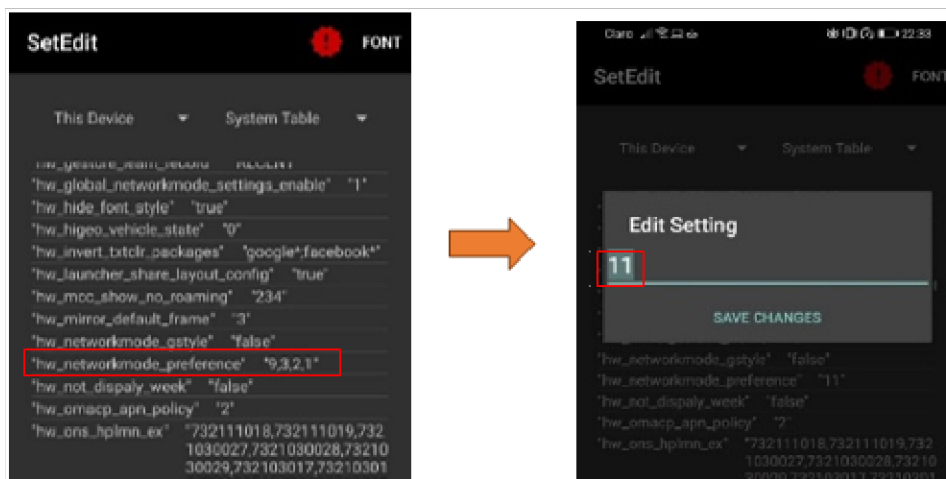 SetEdit
FONT
This Device
System Table
"hw_global_networkmode_settings_enable" "1"
"hw_hide_font_style" "true"
"hw_higeo_vehicle_state" "0"
"hw_invert_txtclr_packages" "google*;facebook*"
"hw_launcher_share_layout_config" "true"
"hw_mcc_show_no_roaming" "234"
"hw_mirror_default_frame" "3"
"hw_networkmode_gstyle" "false"
"hw_networkmode_preference" "9,3,2,1"
"hw_not_dispaly_week" "false"
"hw_omacp_apn_policy" "2"
"hw_ons_hplmn_ex" "732111018,732111019,732
1030027,7321030028,73210
30029,732103017,73210301
Claro
22:33
SetEdit
FONT
This Device
System Table
Edit Setting
11
SAVE CHANGES
"hw_networkmode_gstyle" "false"
"hw_networkmode_preference" "11"
"hw_not_dispaly_week" "false"
"hw_omacp_apn_policy" "2"
"hw_ons_hplmn_ex" "732111018,732111019,732
1030027,7321030028,73210
30029,732103017,73210301